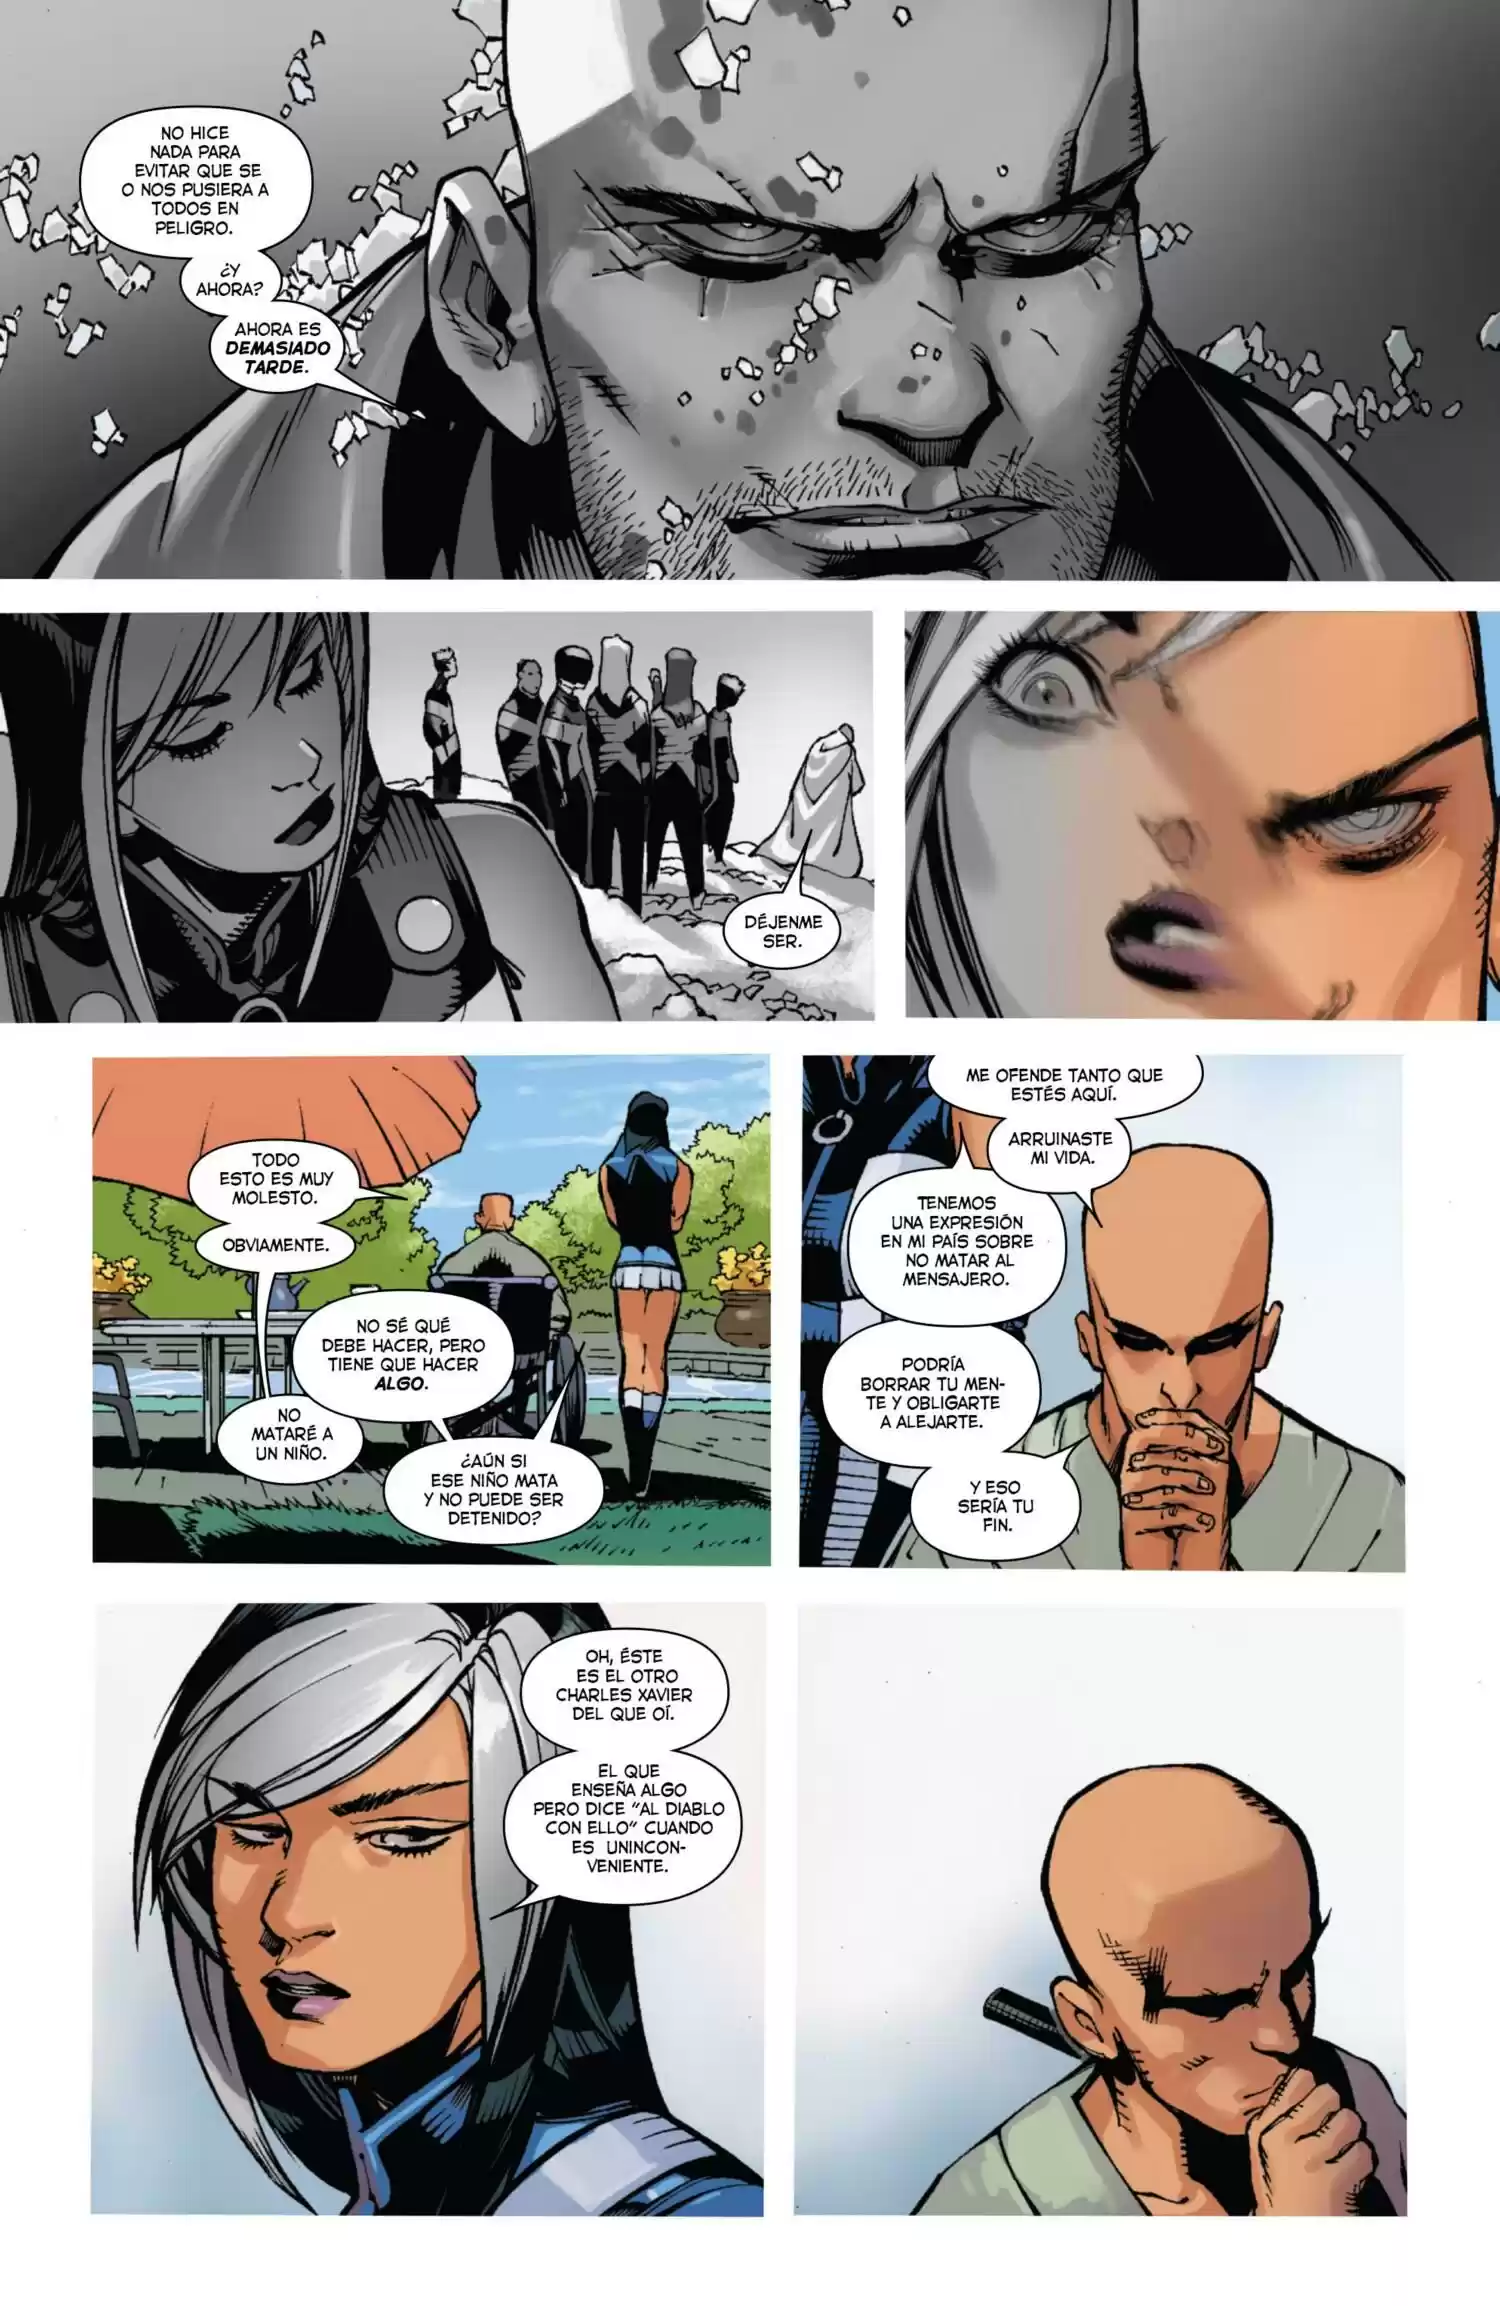 NO HICE
NADA PARA
EVITAR QUE SE
O NOS PUSIERA A
TODOS EN
PELIGRO.
¿Y
AHORA?
AHORA ES
DEMASIADO
TARDE.
DÉJENME
SER.
TODO
ESTO ES MUY
MOLESTO.
OBVIAMENTE.
NO SÉ QUÉ
DEBE HACER, PERO
TIENE QUE HACER
ALGO.
NO
MATARÉ A
UN NIÑO.
¿AÚN SI
ESE NIÑO MATA
Y NO PUEDE SER
DETENIDO?
ME OFENDE TANTO QUE
ESTÉS AQUÍ.
ARRUINASTE
MI VIDA.
TENEMOS
UNA EXPRESIÓN
EN MI PAÍS SOBRE
NO MATAR AL
MENSAJERO.
PODRÍA
BORRAR TU MEN-
TE Y OBLIGARTE
A ALEJARTE.
Y ESO
SERÍA TU
FIN.
OH, ÉSTE
ES EL OTRO
CHARLES XAVIER
DEL QUE OÍ.
EL QUE
ENSEÑA ALGO
PERO DICE "AL DIABLO
CON ELLO" CUANDO
ES UNINCON-
VENIENTE.